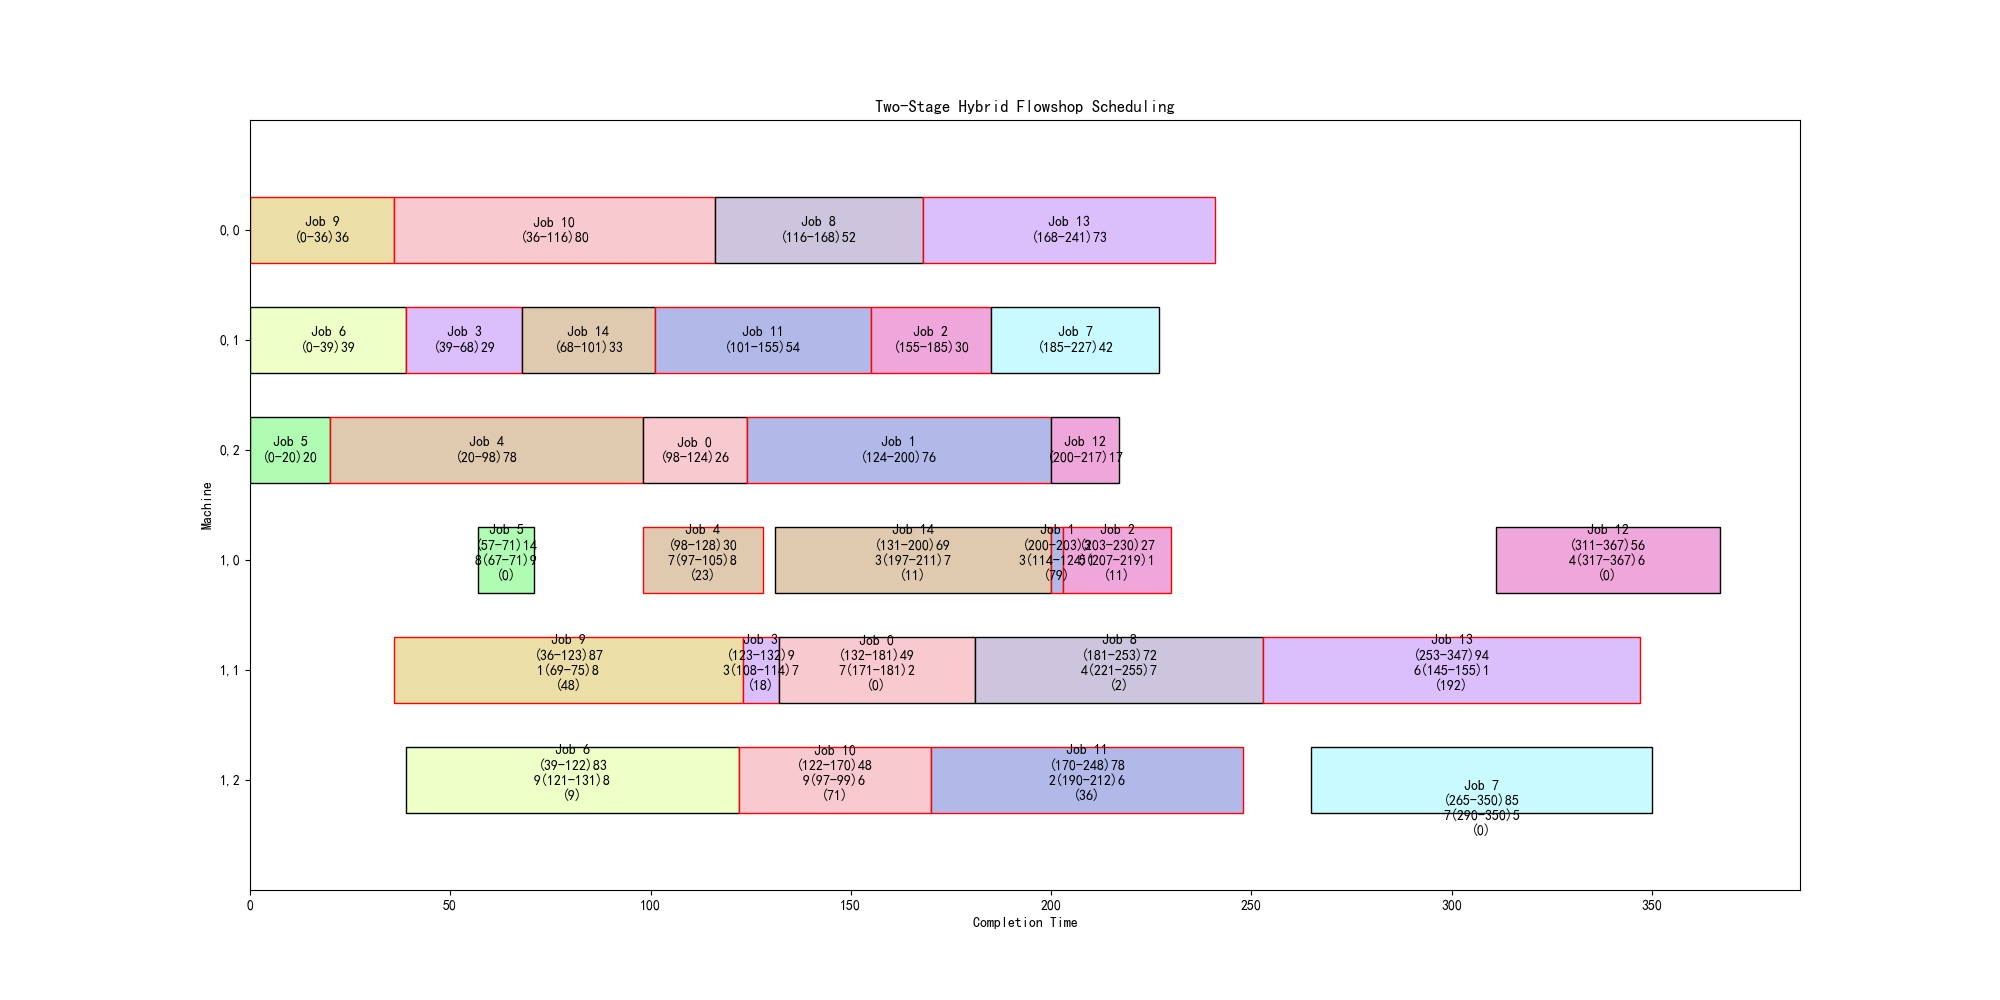 Two-Stage Hybrid Flowshop Scheduling
Machine
0,0
Job 9
(0-36)36
Job 10
(36-116)80
Job 8
(116-168)52
Job 13
(168-241)73
0,1
Job 6
(0-39)39
Job 3
(39-68)29
Job 14
(68-101)33
Job 11
(101-155)54
Job 2
(155-185)30
Job 7
(185-227)42
0,2
Job 5
(0-20)20
Job 4
(20-98)78
Job 0
(98-124)26
Job 1
(124-200)76
Job 12
(200-217)17
1,0
Job 5
(57-71)14
8(67-71)9
(0)
Job 4
(98-128)30
7(97-105)8
(23)
Job 14
(131-200)69
3(197-211)7
(11)
Job 1
(200-203)3
(79)
Job 2
(203-230)27
5(207-219)1
(11)
Job 12
(311-367)56
4(317-367)6
(0)
1,1
Job 9
(36-123)87
1(69-75)8
(48)
Job 3
(123-132)9
3(108-114)7
(18)
Job 0
(132-181)49
7(171-181)2
(0)
Job 8
(181-253)72
4(221-255)7
(2)
Job 13
(253-347)94
6(145-155)1
(192)
1,2
Job 6
(39-122)83
9(121-131)8
(9)
Job 10
(122-170)48
9(97-99)6
(71)
Job 11
(170-248)78
2(190-212)6
(36)
Job 7
(265-350)85
7(290-350)5
(0)
0
50
100
150
200
250
300
350
Completion Time